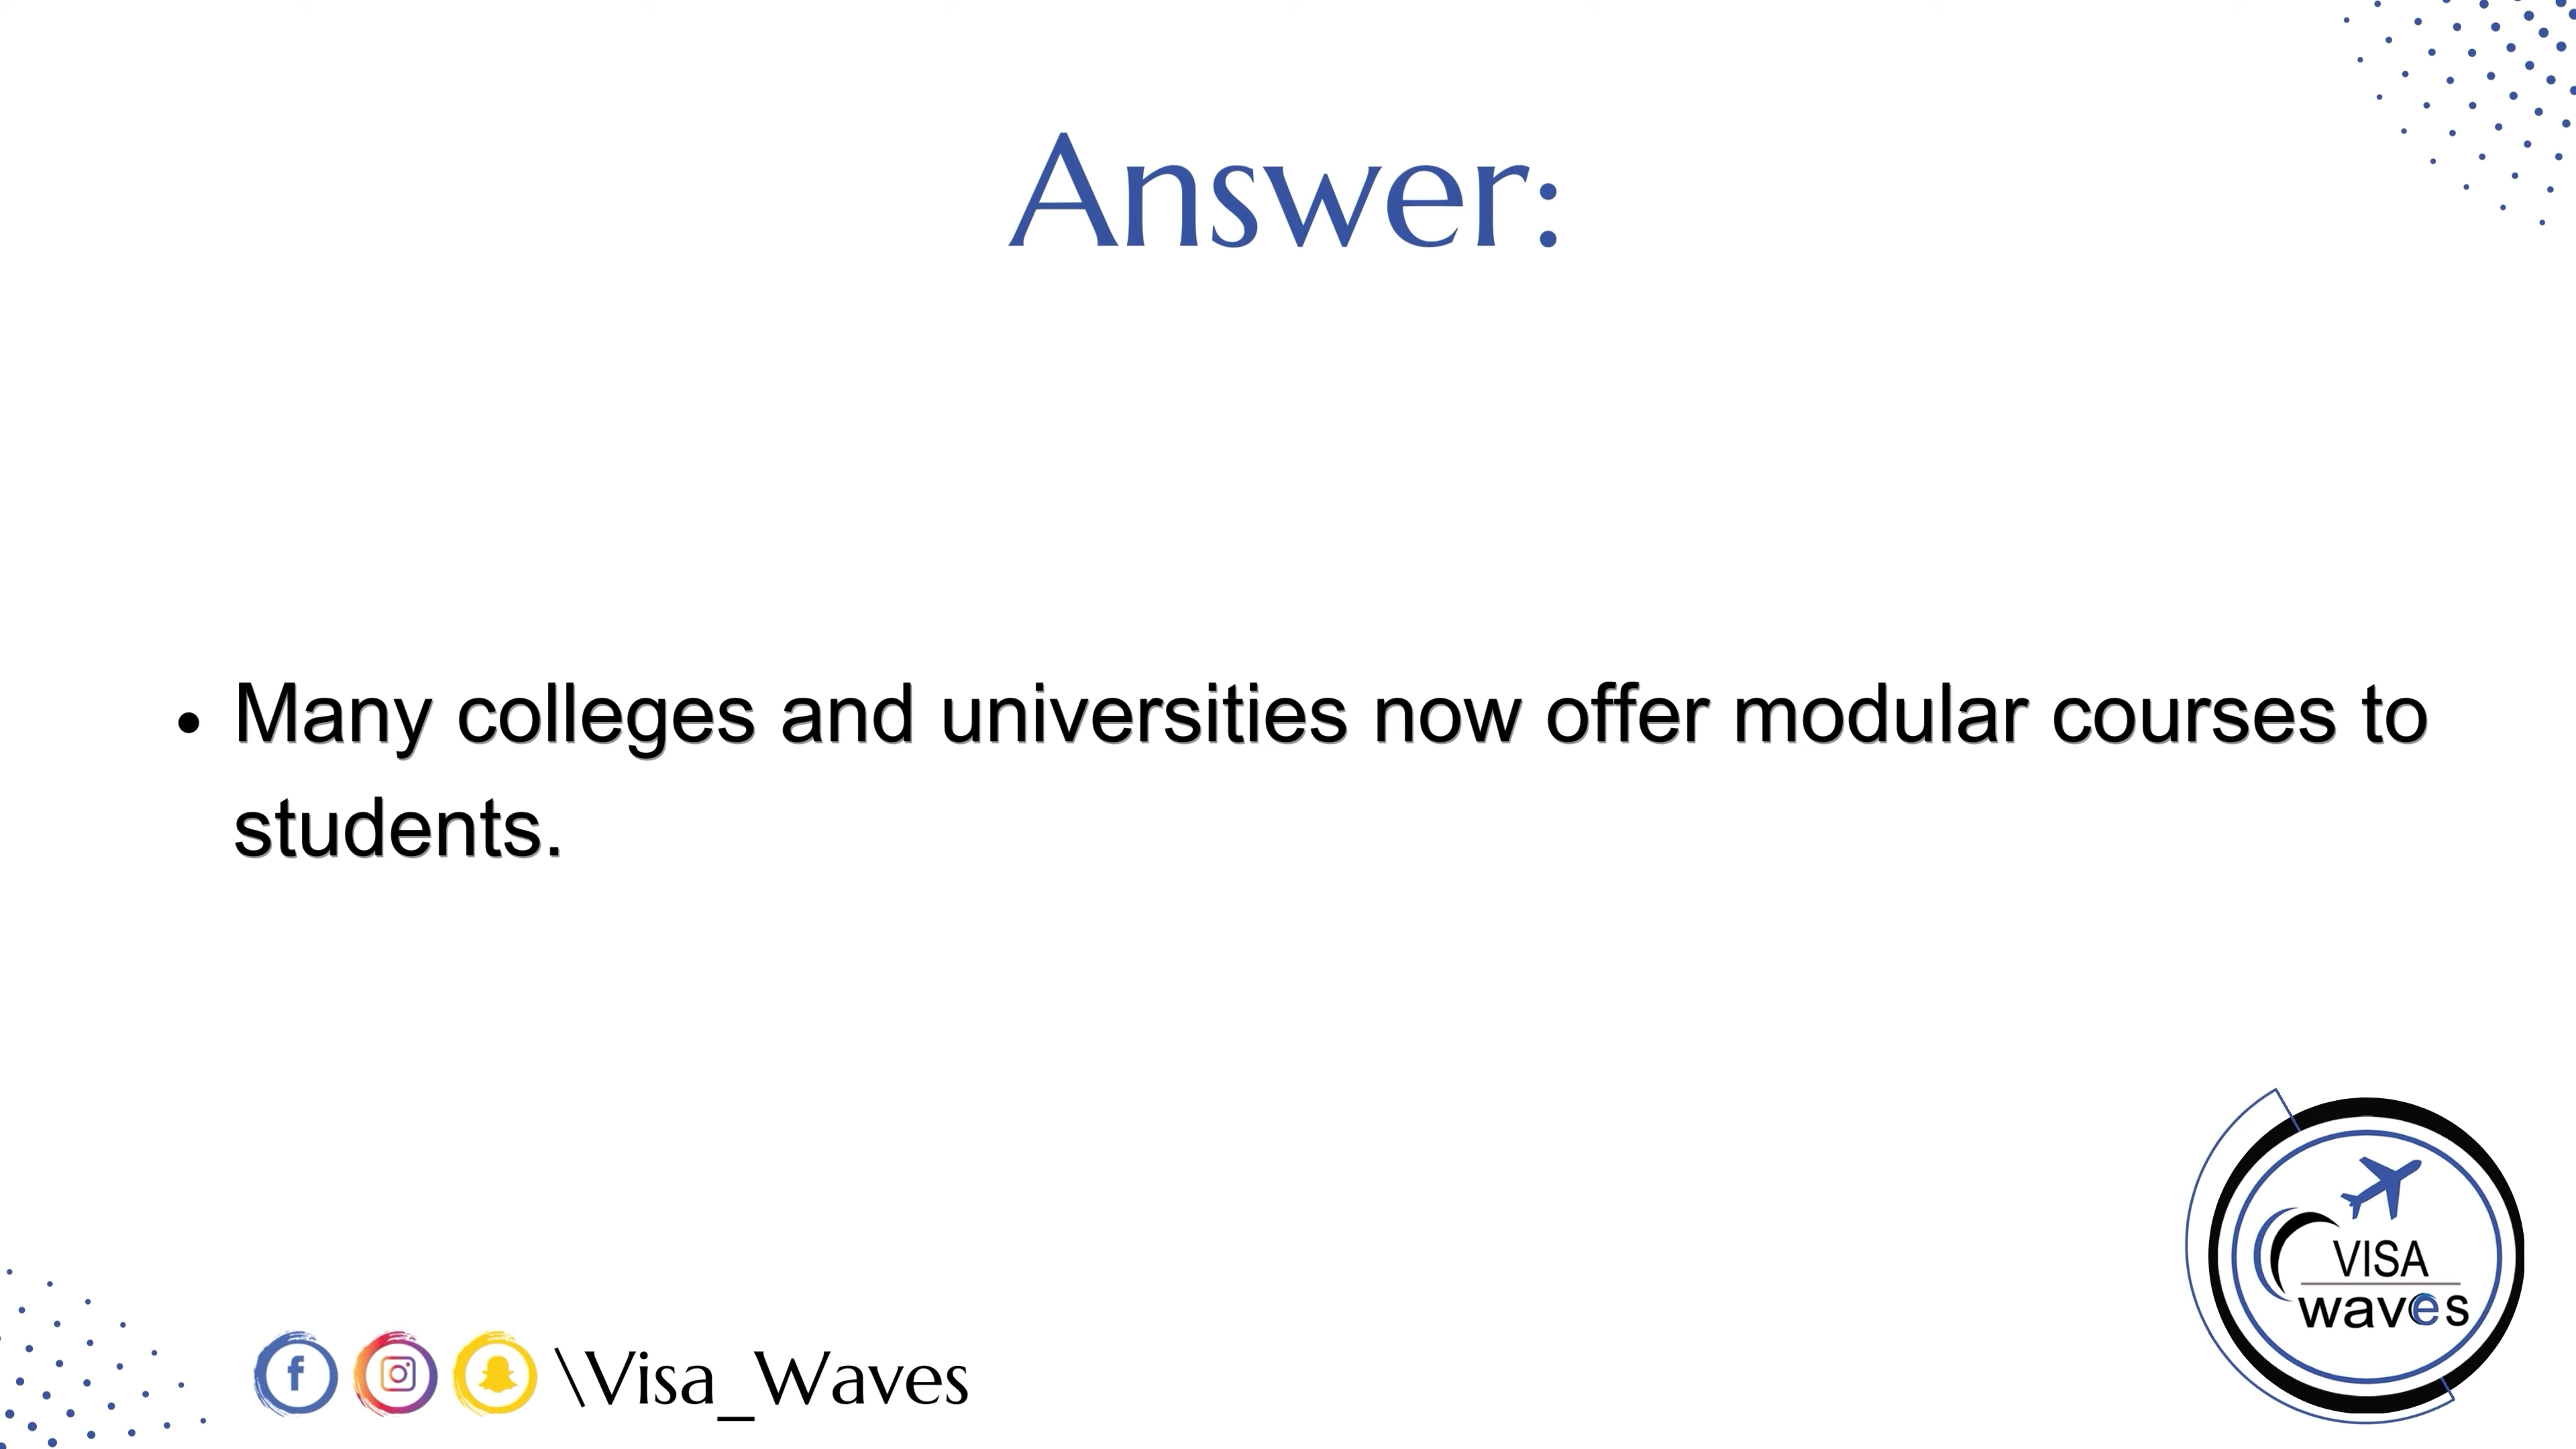 Answer:
• Many colleges and universities now offer modular courses to
students.
VISA
waves
\Visa_Waves